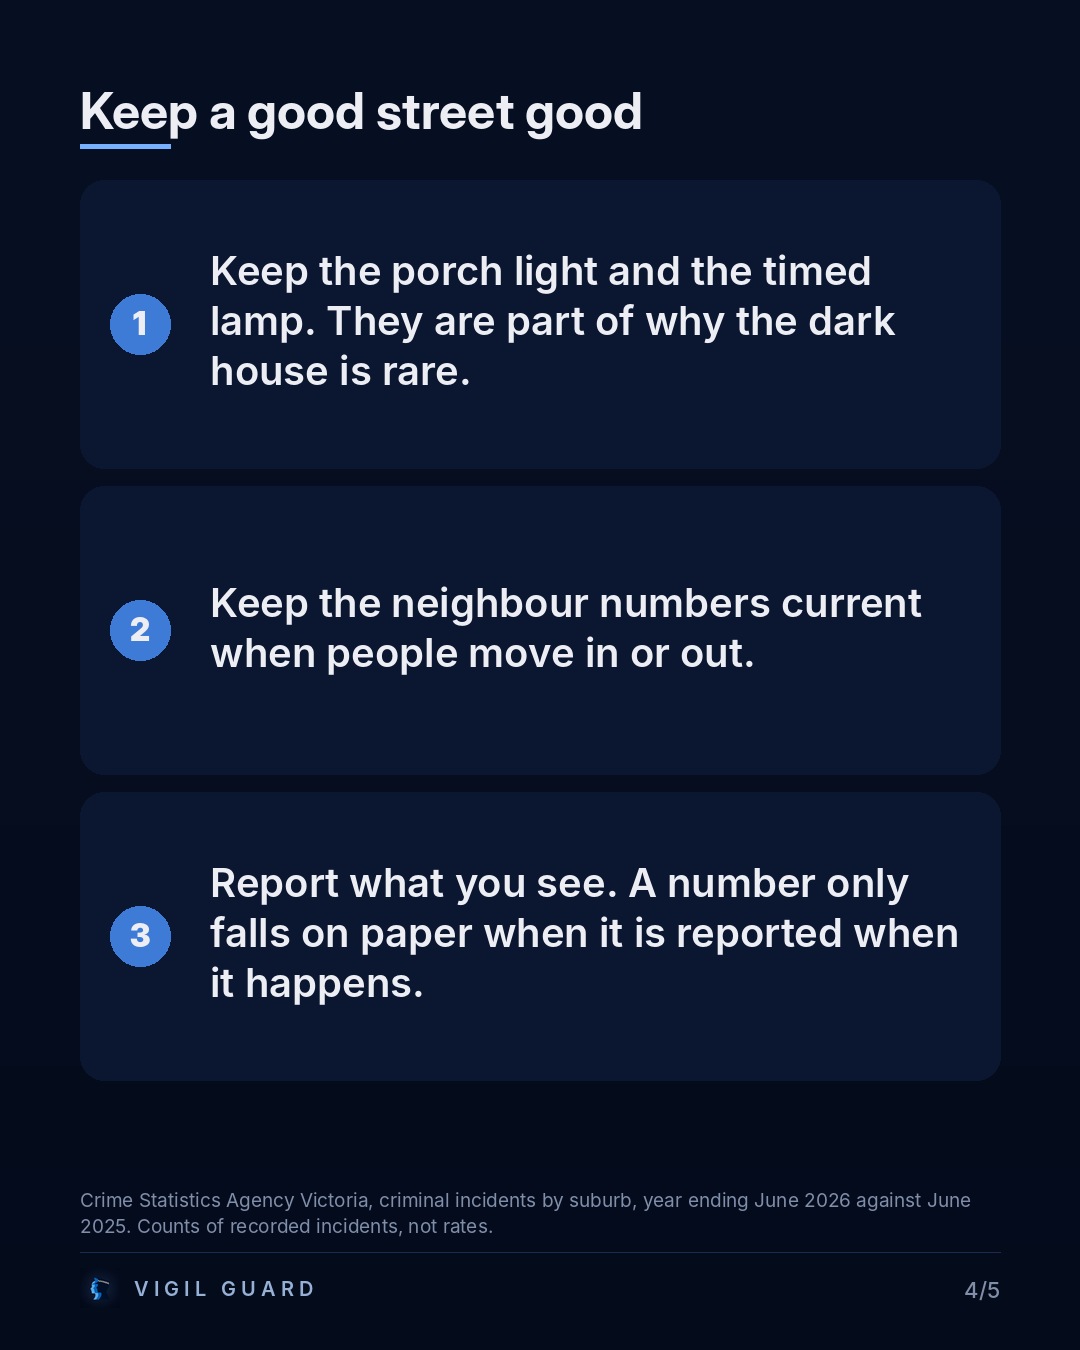 Keep a good street good
1
Keep the porch light and the timed
lamp. They are part of why the dark
house is rare.
2
Keep the neighbour numbers current
when people move in or out.
3
Report what you see. A number only
falls on paper when it is reported when
it happens.
Crime Statistics Agency Victoria, criminal incidents by suburb, year ending June 2026 against June
2025. Counts of recorded incidents, not rates.
VIGIL GUARD
4/5